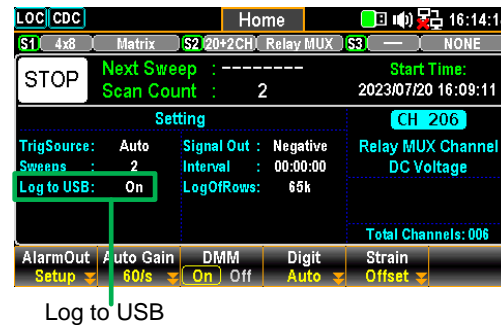 LOC CDC Home 16:14:1
S1 4x8 Matrix S2 20+2CH Relay MUX S3 — NONE
STOP Next Sweep : -------- Start Time:
Scan Count : 2 2023/07/20 16:09:11
Setting CH 206
TrigSource: Auto Signal Out : Negative Relay MUX Channel
Sweeps : 2 Interval : 00:00:00 DC Voltage
Log to USB: On LogOfRows: 65k
Total Channels: 006
AlarmOut Auto Gain DMM Digit Strain
Setup 60/s On Off Auto Offset
Log to USB